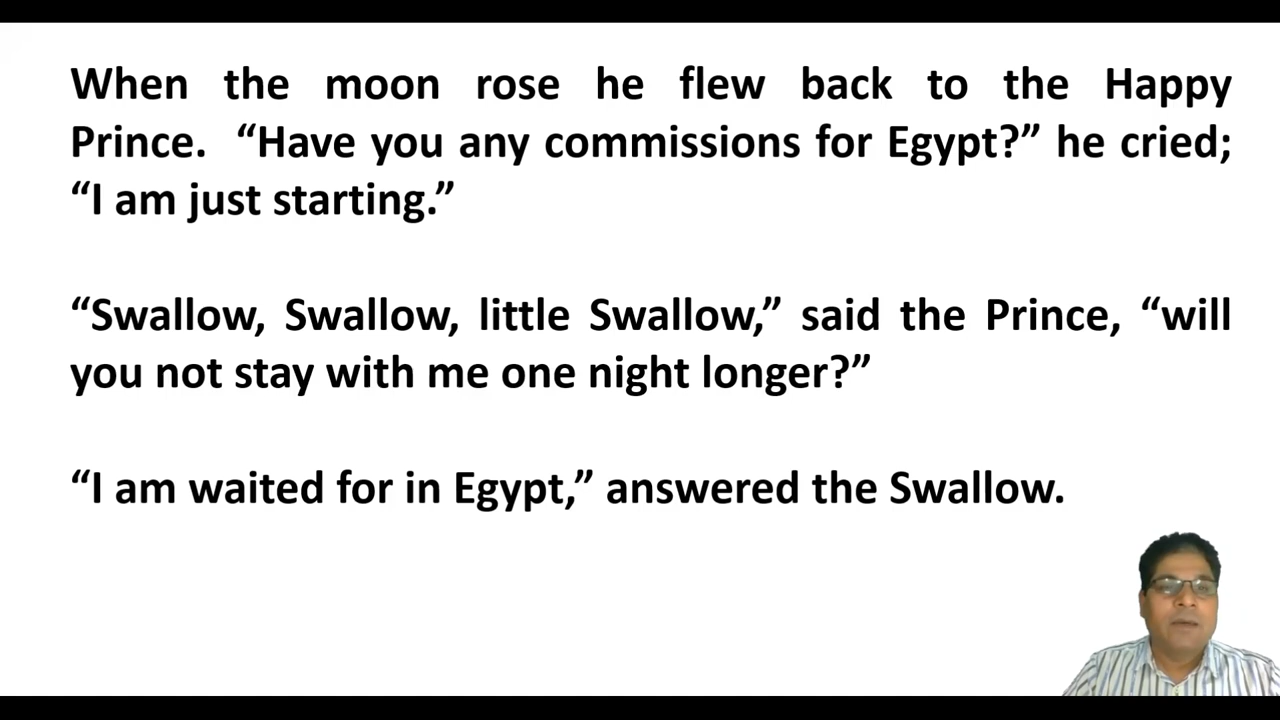 When the moon rose he flew back to the Happy
Prince. “Have you any commissions for Egypt?” he cried;
“I am just starting.”
“Swallow, Swallow, little Swallow,” said the Prince, “will
you not stay with me one night longer?”
“I am waited for in Egypt,” answered the Swallow.